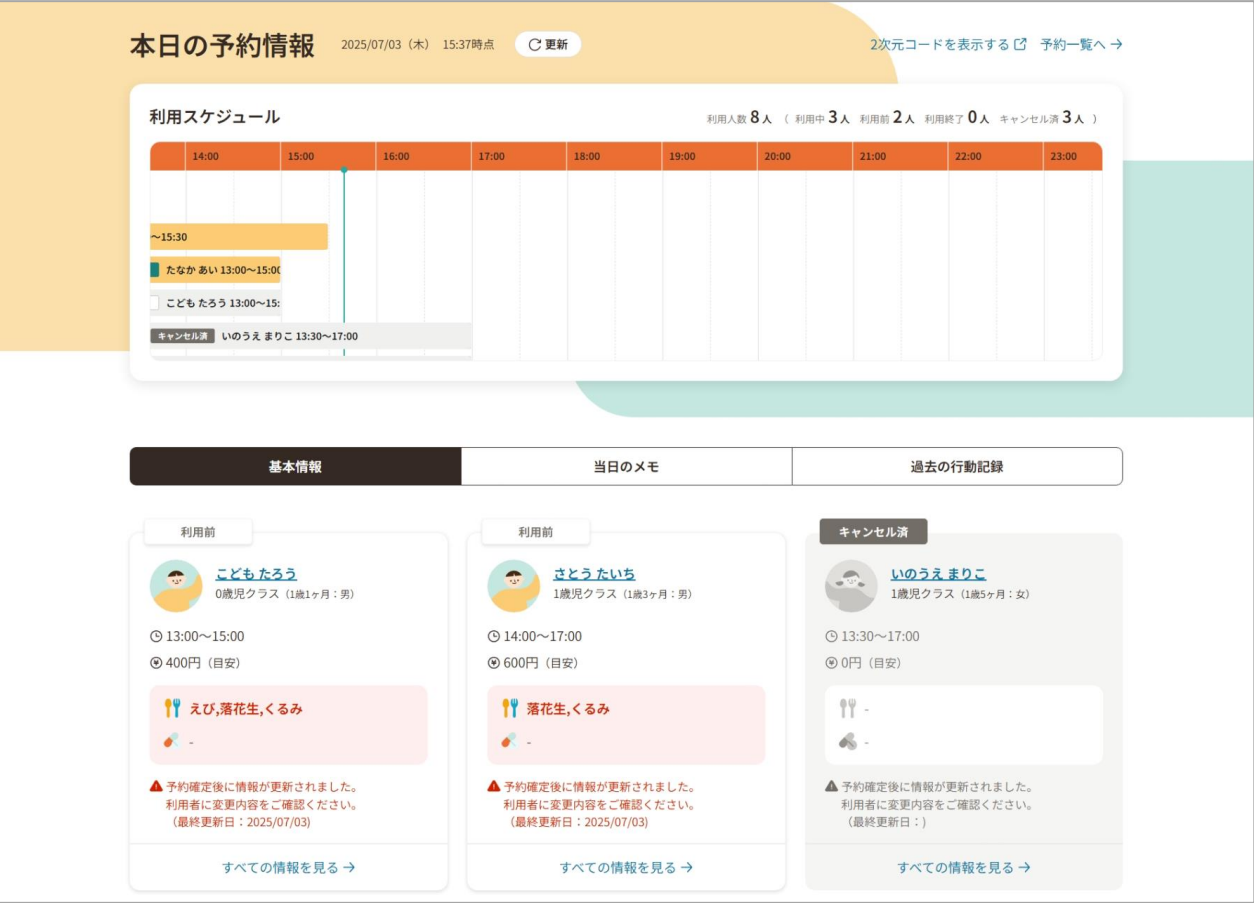 本日の予約情報 2025/07/03（木） 15:37時点 更新 2次元コードを表示する 予約一覧へ →
利用スケジュール 利用人数 8人 （ 利用中 3人 利用前 2人 利用終了 0人 キャンセル済 3人 ）
14:00 15:00 16:00 17:00 18:00 19:00 20:00 21:00 22:00 23:00
～15:30
たなか あい 13:00～15:00
こども たろう 13:00～15:
キャンセル済 いのうえ まりこ 13:30～17:00
基本情報 当日のメモ 過去の行動記録
利用前
こども たろう
0歳児クラス（1歳1ヶ月：男）
13:00～15:00
400円（目安）
えび,落花生,くるみ
-
予約確定後に情報が更新されました。
利用者に変更内容をご確認ください。
（最終更新日：2025/07/03)
すべての情報を見る →
利用前
さとう たいち
1歳児クラス（1歳3ヶ月：男）
14:00～17:00
600円（目安）
落花生,くるみ
-
予約確定後に情報が更新されました。
利用者に変更内容をご確認ください。
（最終更新日：2025/07/03)
すべての情報を見る →
キャンセル済
いのうえ まりこ
1歳児クラス（1歳5ヶ月：女）
13:30～17:00
0円（目安）
-
-
予約確定後に情報が更新されました。
利用者に変更内容をご確認ください。
（最終更新日：)
すべての情報を見る →